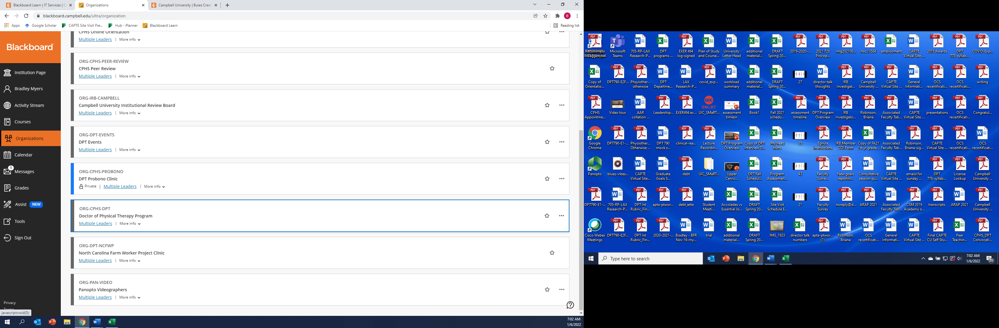 Blackboard Learn | IT Services | C
Organizations
Campbell University | Buies Creek
blackboard.campbell.edu/ultra/organization
B
Apps
Google Scholar
CAPTE Site Visit Pre...
Hub - Planner
Blackboard Learn
Reading list
Blackboard
Institution Page
Bradley Myers
Activity Stream
Courses
Organizations
Calendar
1
Messages
Grades
Assist NEW
Tools
Sign Out
Privacy
javascript:void(0);
CPHS Online Orientation
Multiple Leaders | More info
ORG-CPHS-PEER-REVIEW
CPHS Peer Review
Multiple Leaders | More info
ORG-IRB-CAMPBELL
Campbell University Institutional Review Board
Multiple Leaders | More info
ORG-DPT-EVENTS
DPT Events
Multiple Leaders | More info
ORG-CPHS-PROBONO
DPT Probono Clinic
Private | Multiple Leaders | More info
ORG-CPHS-DPT
Doctor of Physical Therapy Program
Multiple Leaders | More info
ORG-DPT-NCFWP
North Carolina Farm Worker Project Clinic
Multiple Leaders | More info
ORG-PAN-VIDEO
Panopto Videographers
Multiple Leaders | More info
7:02 AM
1/6/2022
Microsoft Teams
705-RP-LAX Research-P...
DPT programs ...
EXER 494 log-signed
Plan of Study and Course...
University Letter Head
additional material...
DRAFT Spring 20...
2019-2020-...
2021 728 Procop...
img202108...
hsc.13584
employment
CAPTE Virtual Site ...
2018 Awards
DPT 778-syllab...
COVID-Exp...
Copy of Orientatio...
DPT790-E2F...
Phsyiother... otherwsie
DPT Departme...
LAX Research-P...
covid_exp...
workload summary
additional material...
DRAFT Spring 20...
27
director talk thoughts
IRB Investigat...
Campbell University ...
CAPTE Virtual Site ...
General Informati...
OCS recertificati...
OCS recertificati...
writing
CPHS Appointme...
Video tour
AAR collation ...
Leadership...
EXER494.ev...
UIC SMaRT
UIC_SMaRT...
assessment timlein
Book1
Fall 2021 schedu...
assessment timeline
DPT Program Overview
IRB Investigato...
Robinson, Briana
Associated Faculty Tab...
CAPTE Virtual Site ...
presentations
OCS recertificati...
Congratul...
Google Chrome
DPT790-E1-...
Physiother... Otherwise ...
DPT 790 mock s...
clinical-rea...
Lecture Recordin...
DPT Program Overview
Copy of DPT Interview D...
My head hurts
35
Egnyte Instructions
IRB Member COI Form
Copy of FA21 1st yr grade...
Associated Faculty Tab...
Robinson, Briana-sig...
CAPTE Virtual Site ...
OCS recertificati...
OCS recertificati...
Panopto
blues-vibes...
CAPTE Virtual Site...
Graduate Goals S...
debt
UIC_SMaRT...
Upper Cervic...
DPT Fall Schedul...
Program Assessmen...
43
Faculty Surve...
New goals reportin...
Consultative session qu...
CAPTE Virtual Site ...
emaisl for sunday ...
DPT 778-syllab...
License Lookup
Campbell University ...
DPT790-E1-...
705-RP-LAX Research-P...
DPT Int Rubric_Fin...
apta-ptwor...
debt jette
Student Meeti...
Accolades vs Essential Jo...
DRAFT Spring 20...
Site Visit Schedule E...
21
Faculty Survey
noreply@d...
ARAP 2021
Associated Faculty Tab...
CSM 2019 Academy o...
transcripts
ARAP 2021
Campbell University ...
Cisco Webex Meetings
DPT790-E2F...
DPT Int Rubric_Fin...
2020-2021-...
Bradley - BFR Nov 16-my...
trial
additional material...
DRAFT Spring 20...
IMG_1923
director talk numbers
apta-ptwor... (1)
Robinson, Briana
OCS recertificati...
General Informati...
CAPTE Virtual Site ...
Final CAPTE CU Self Stu...
Peer Teachin...
CPHS_DPT Convocati...
Type here to search
7:02 AM
1/6/2022
20